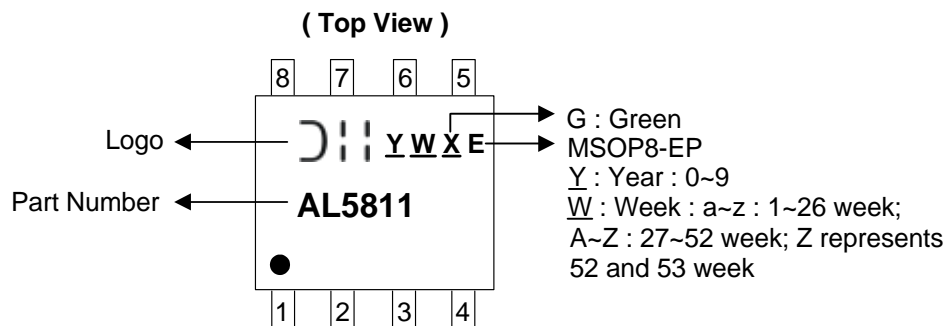 ( Top View )
8 7 6 5
Logo
Y W X E
G : Green
MSOP8-EP
Part Number
AL5811
Y : Year : 0~9
W : Week : a~z : 1~26 week;
A~Z : 27~52 week; Z represents
52 and 53 week
1 2 3 4